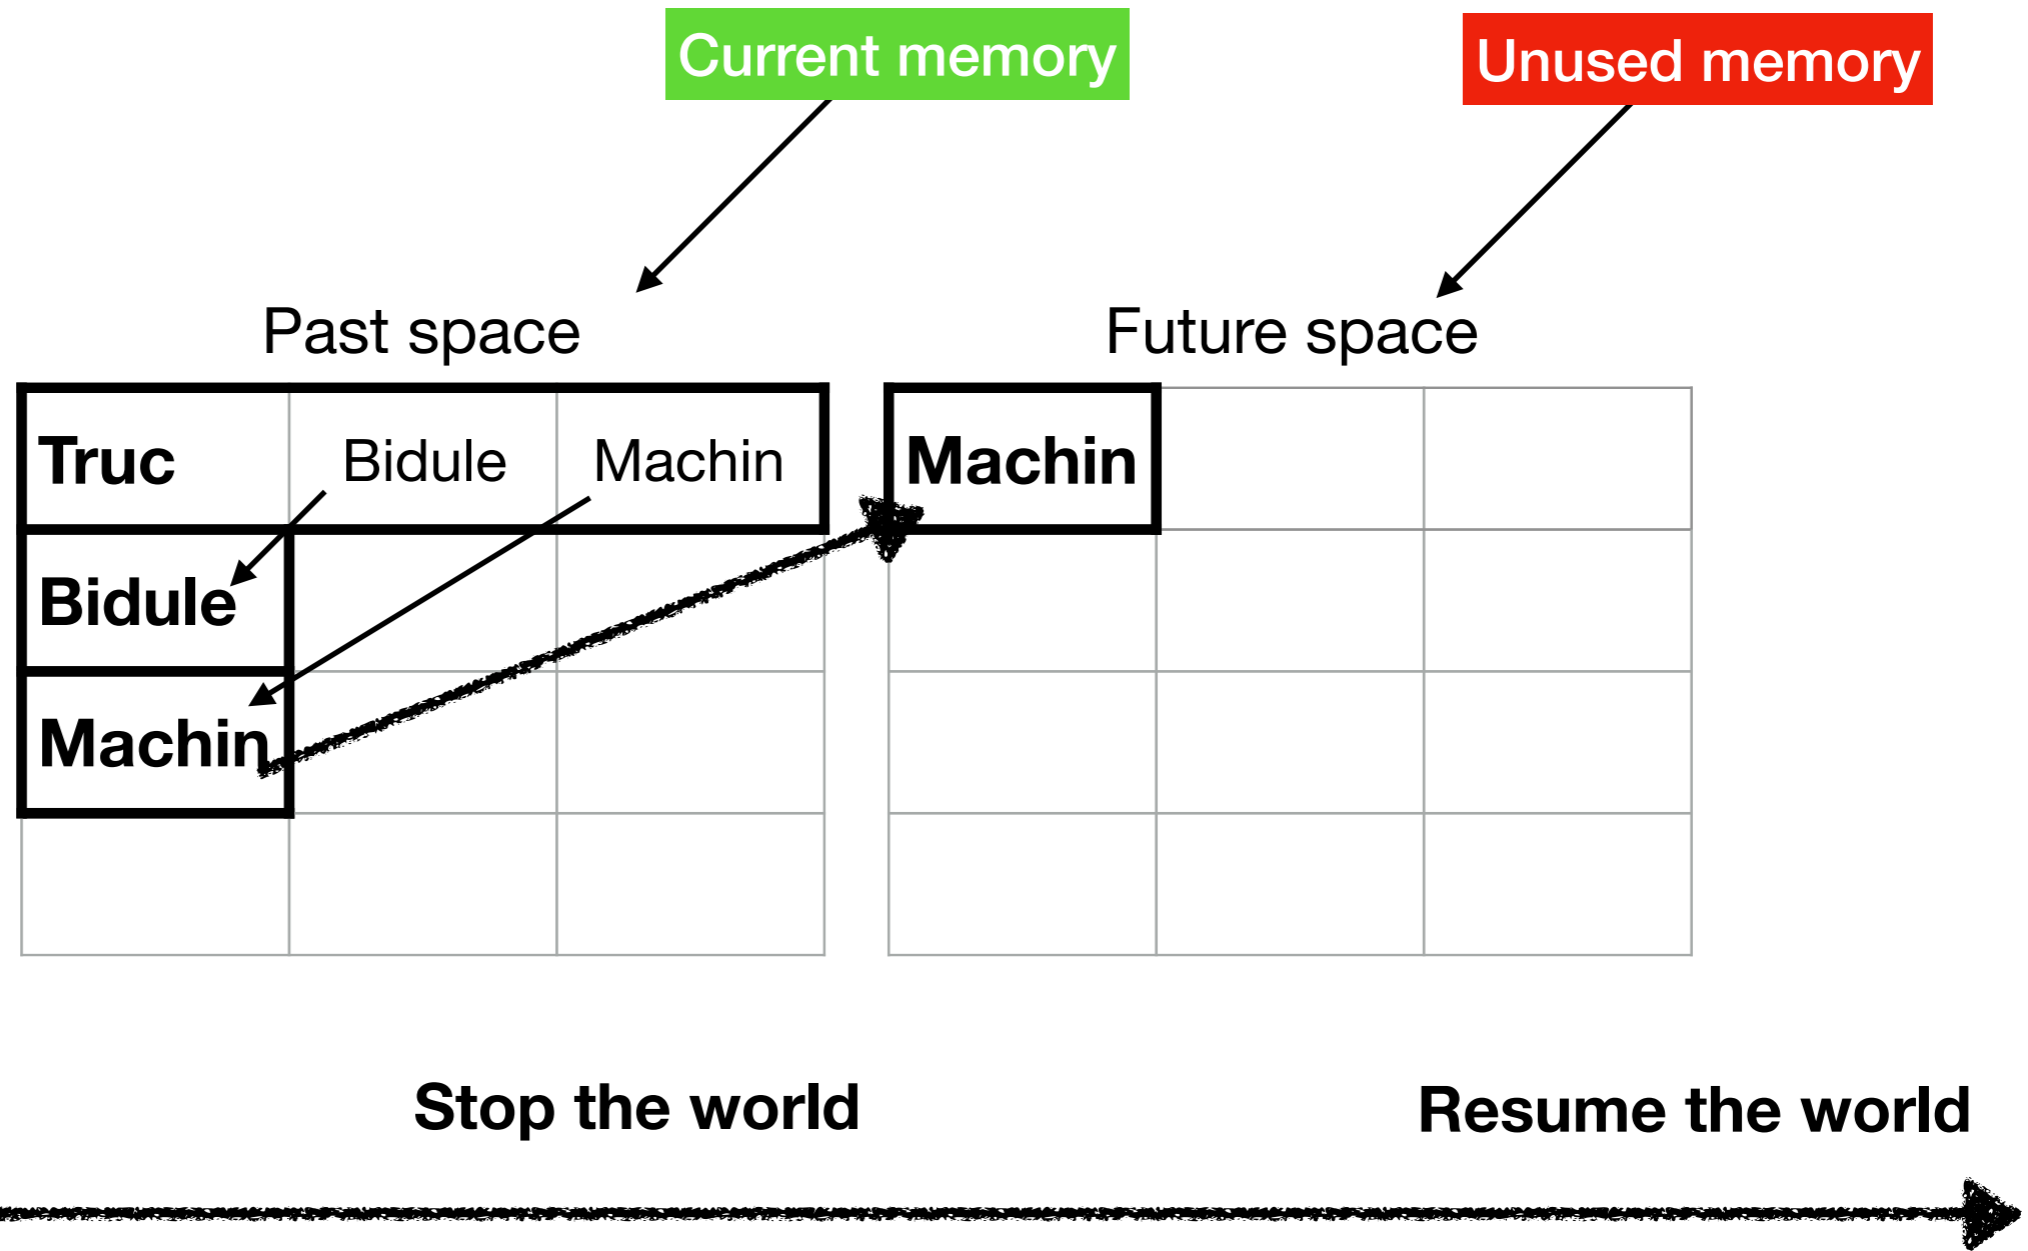 Current memory
Unused memory
Past space
Future space
Truc Bidule Machin
Machin
Bidule
Machin
Stop the world
Resume the world